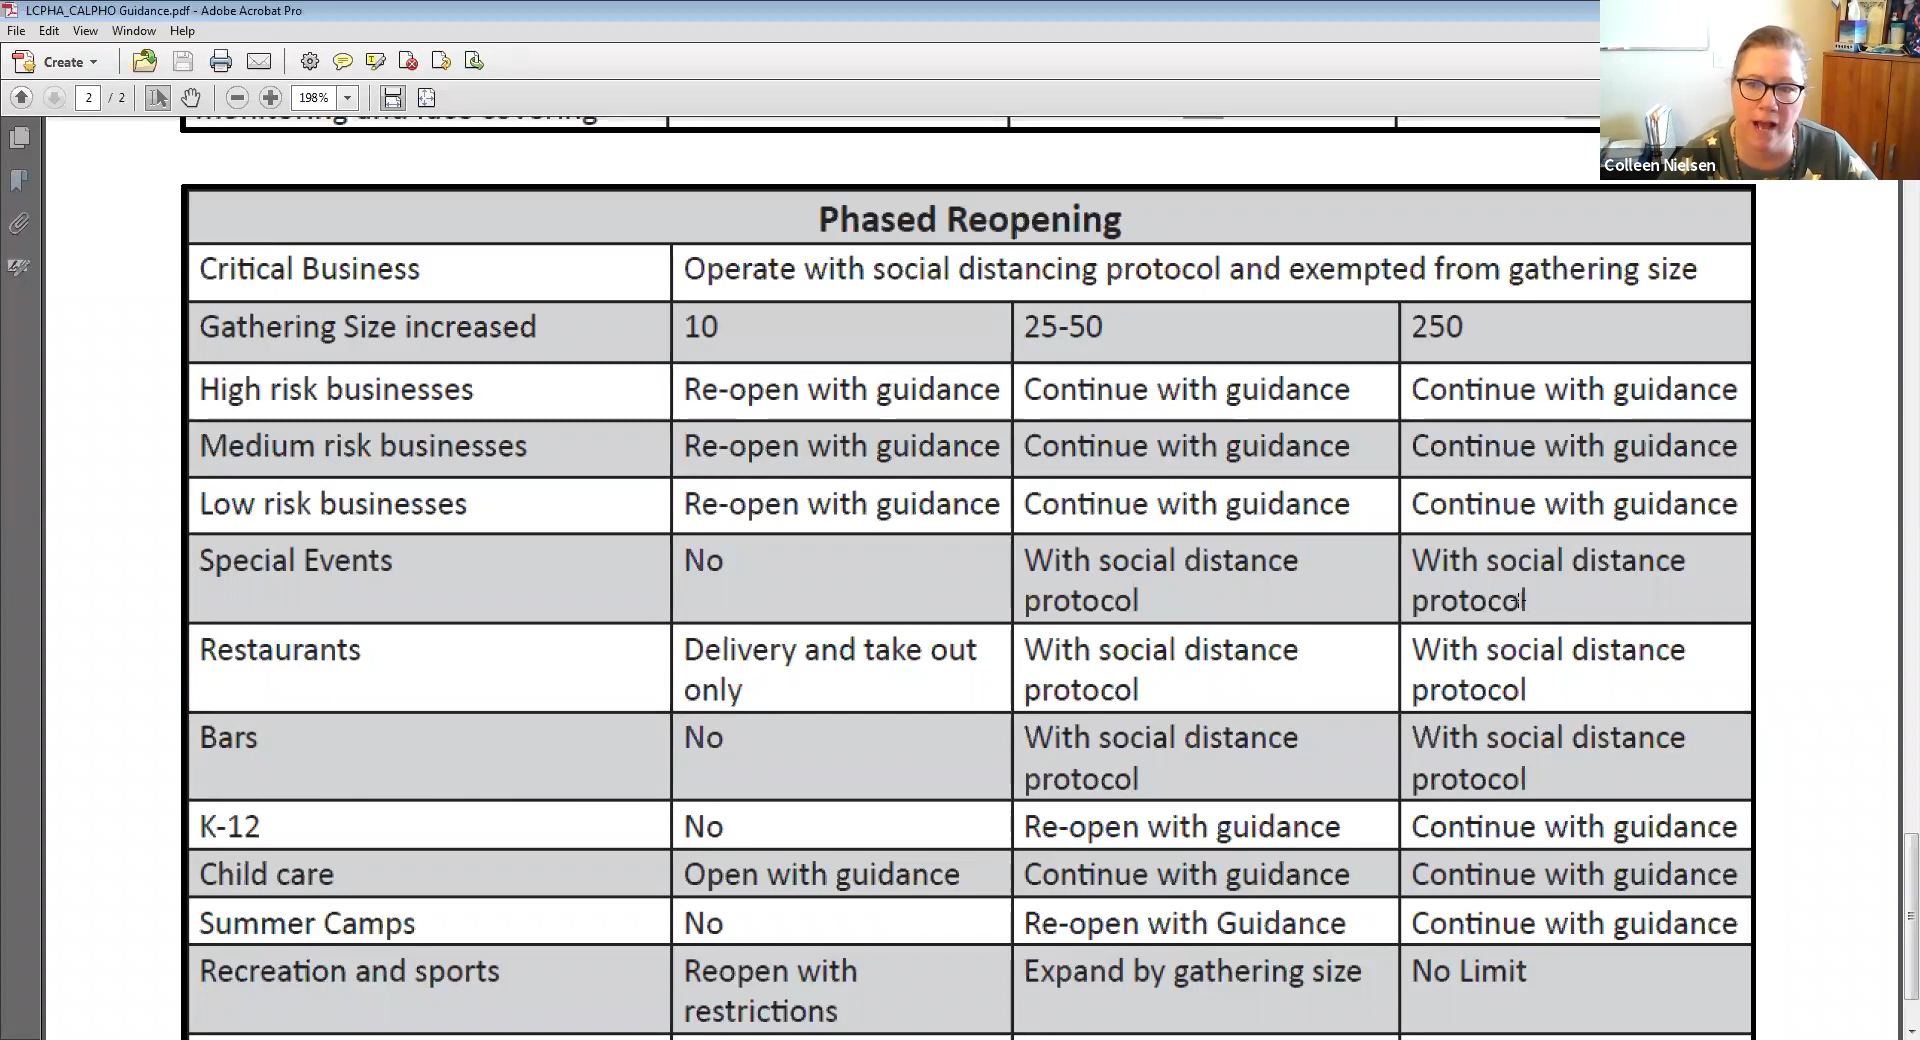 LCPHA_CALPHO Guidance.pdf - Adobe Acrobat Pro
File Edit View Window Help
Create
2 / 2 198%
monitoring and face covering
Colleen Nielsen
Phased Reopening
Critical Business Operate with social distancing protocol and exempted from gathering size
Gathering Size increased 10 25-50 250
High risk businesses Re-open with guidance Continue with guidance Continue with guidance
Medium risk businesses Re-open with guidance Continue with guidance Continue with guidance
Low risk businesses Re-open with guidance Continue with guidance Continue with guidance
Special Events No With social distance With social distance
protocol protocol
Restaurants Delivery and take out With social distance With social distance
only protocol protocol
Bars No With social distance With social distance
protocol protocol
K-12 No Re-open with guidance Continue with guidance
Child care Open with guidance Continue with guidance Continue with guidance
Summer Camps No Re-open with Guidance Continue with guidance
Recreation and sports Reopen with Expand by gathering size No Limit
restrictions